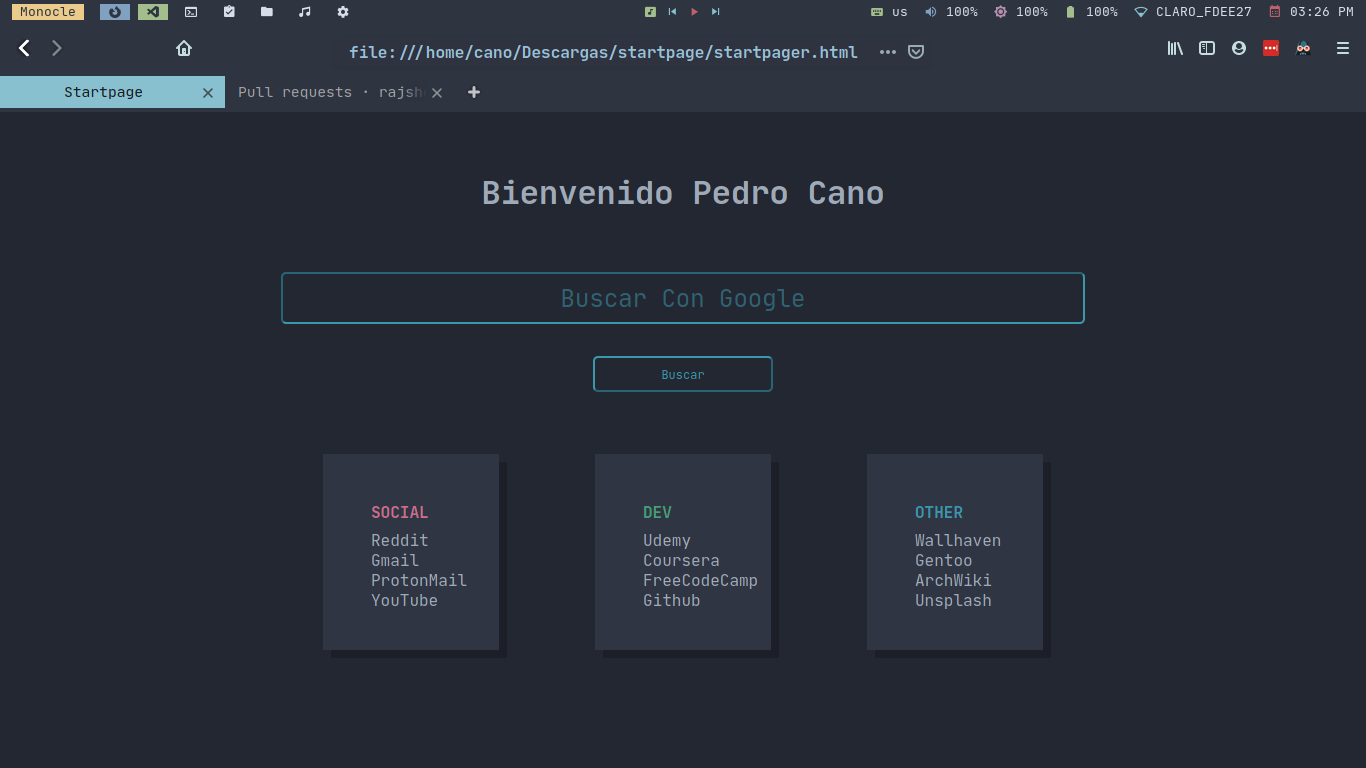 Monocle us 100% 100% 100% CLARO_FDEE27 03:26 PM
file:///home/cano/Descargas/startpage/startpager.html
Startpage Pull requests · rajsh
Bienvenido Pedro Cano
Buscar Con Google
Buscar
SOCIAL
Reddit
Gmail
ProtonMail
YouTube
DEV
Udemy
Coursera
FreeCodeCamp
Github
OTHER
Wallhaven
Gentoo
ArchWiki
Unsplash